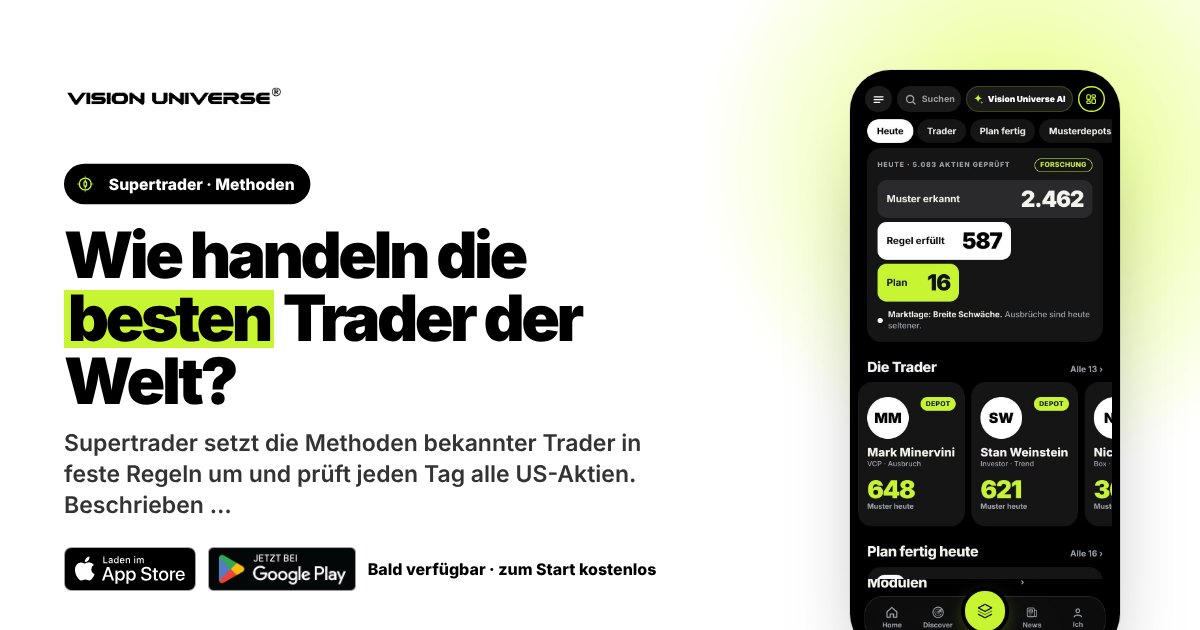 VISION UNIVERSE®
Supertrader · Methoden
Wie handeln die
besten Trader der
Welt?
Supertrader setzt die Methoden bekannter Trader in
feste Regeln um und prüft jeden Tag alle US-Aktien.
Beschrieben ...
Laden im
App Store
JETZT BEI
Google Play
Bald verfügbar · zum Start kostenlos
Suchen
Vision Universe AI
Heute
Trader
Plan fertig
Musterdepots
HEUTE · 5.083 AKTIEN GEPRÜFT
FORSCHUNG
Muster erkannt
2.462
Regel erfüllt
587
Plan
16
Marktlage: Breite Schwäche. Ausbrüche sind heute
seltener.
Die Trader
Alle 13 ›
MM
DEPOT
Mark Minervini
VCP · Ausbruch
648
Muster heute
SW
DEPOT
Stan Weinstein
Investor · Trend
621
Muster heute
N
Nic
Box ·
Must
Plan fertig heute
Alle 16 ›
Modulen
›
Home
Discover
News
Ich